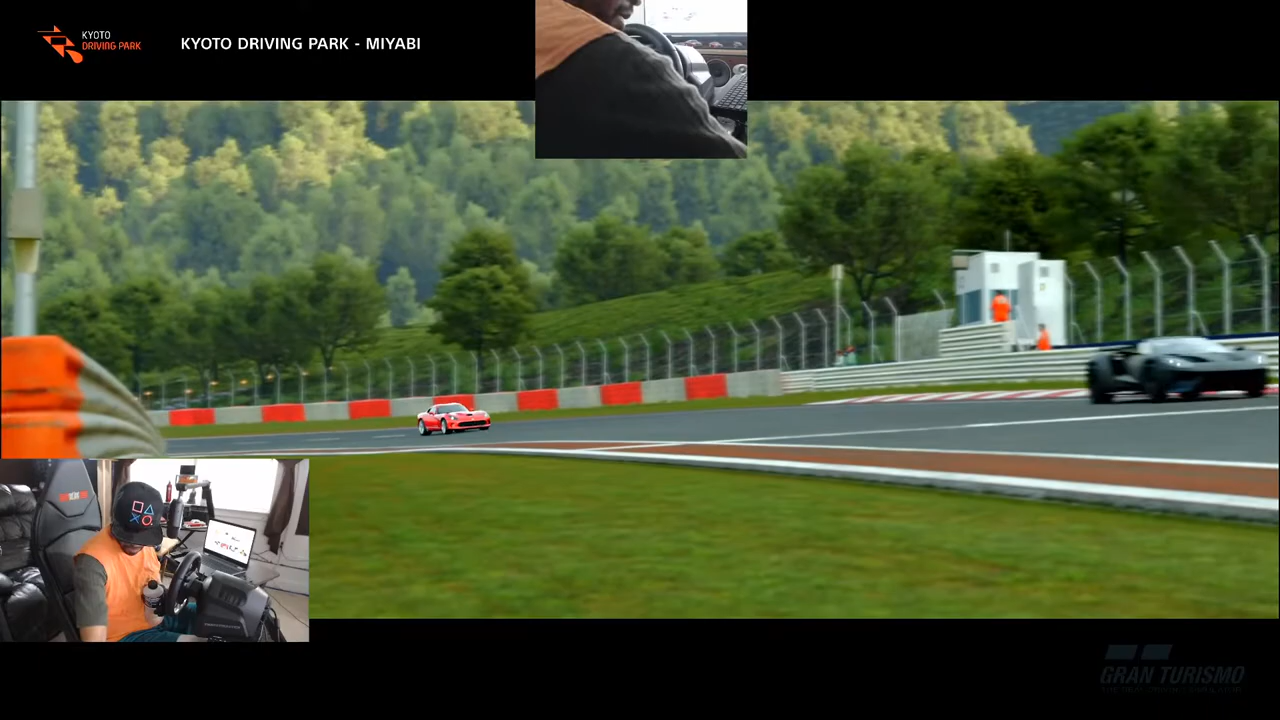 KYOTO
DRIVING PARK
KYOTO DRIVING PARK - MIYABI
GRAN TURISMO